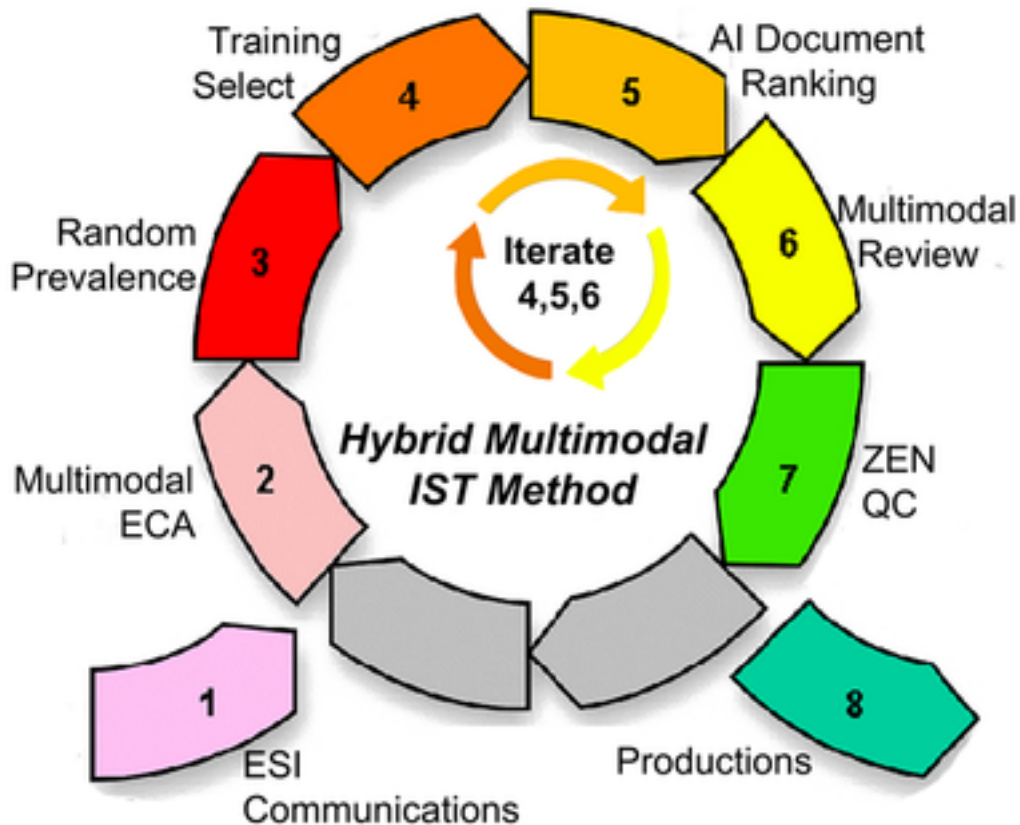 Training
Select
4
5
AI Document
Ranking
Random
Prevalence
3
Iterate
4,5,6
6
Multimodal
Review
Hybrid Multimodal
IST Method
Multimodal
ECA
2
7
ZEN
QC
1
ESI
Communications
8
Productions